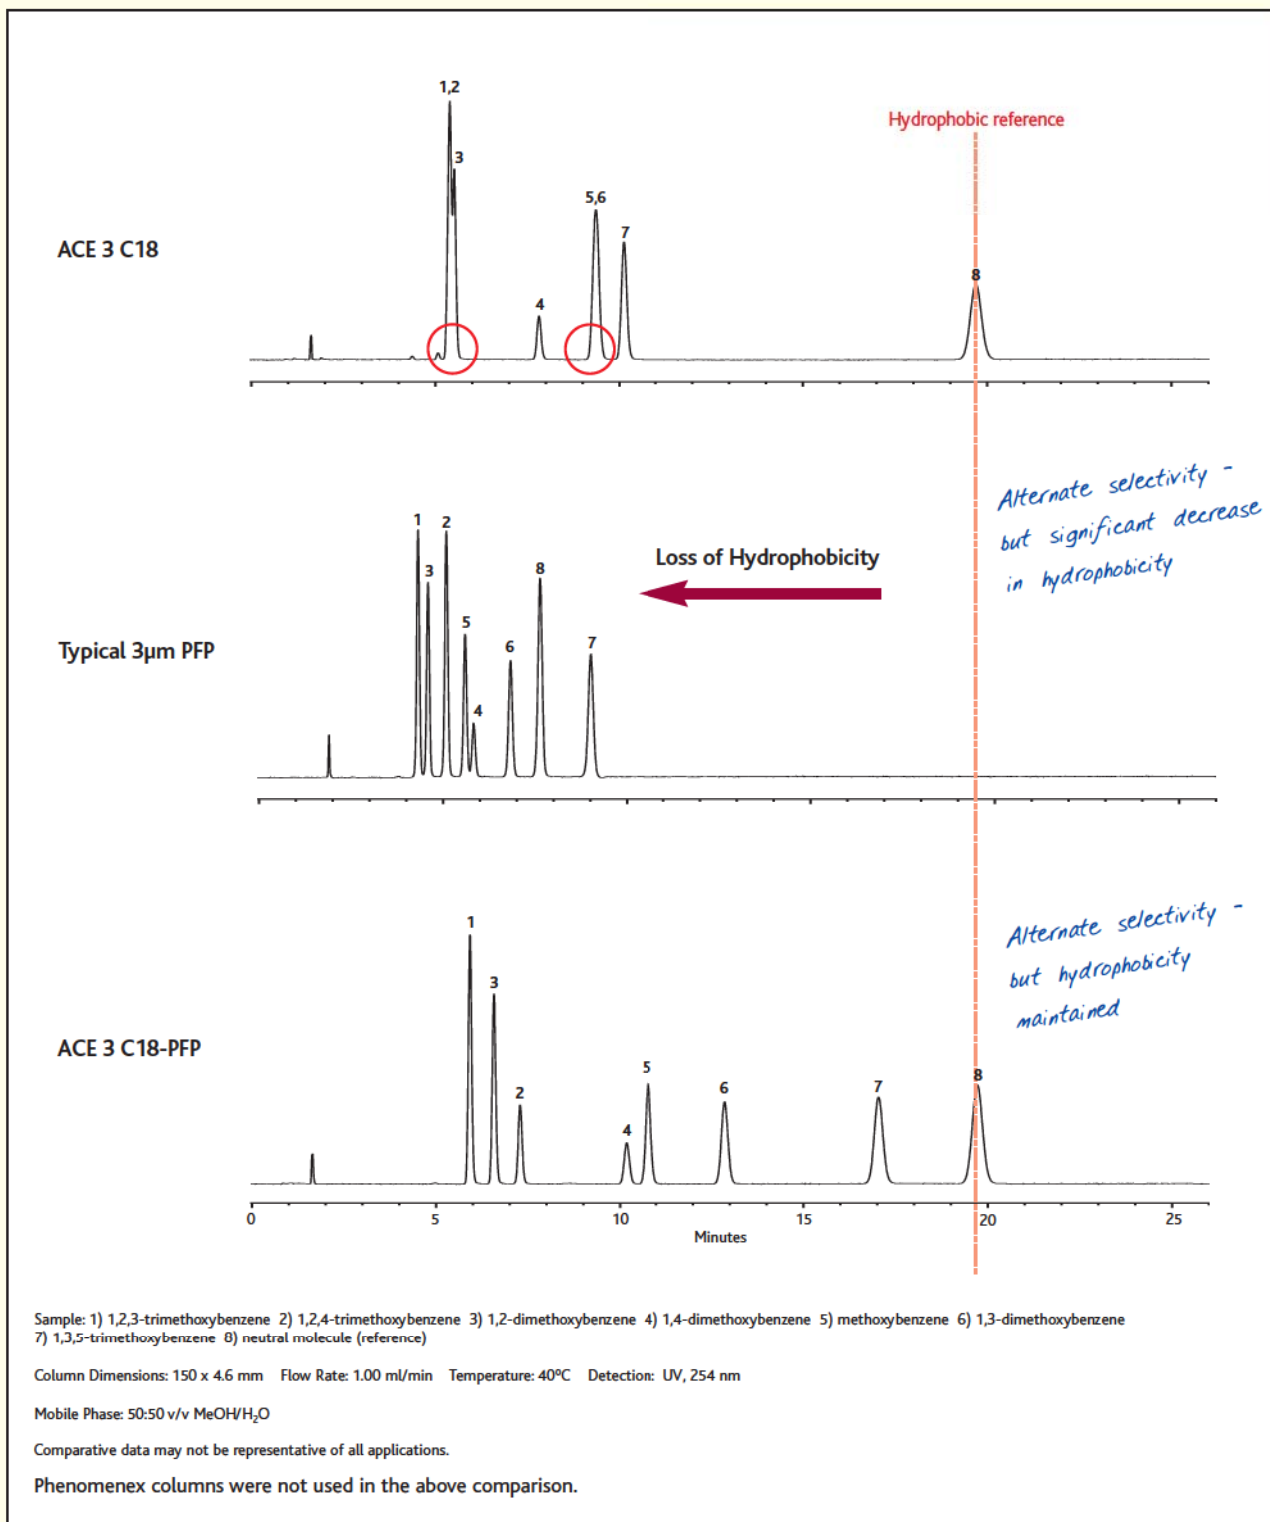 1,2
Hydrophobic reference
3
5,6
7
ACE 3 C18
8
4
Alternate selectivity -
but significant decrease
in hydrophobicity
1
2
Loss of Hydrophobicity
3
8
5
Typical 3µm PFP
6
7
4
Alternate selectivity -
but hydrophobicity
maintained
1
3
ACE 3 C18-PFP
5
8
2
6
7
4
0
5
10
15
20
25
Minutes
Sample: 1) 1,2,3-trimethoxybenzene 2) 1,2,4-trimethoxybenzene 3) 1,2-dimethoxybenzene 4) 1,4-dimethoxybenzene 5) methoxybenzene 6) 1,3-dimethoxybenzene
7) 1,3,5-trimethoxybenzene 8) neutral molecule (reference)
Column Dimensions: 150 x 4.6 mm Flow Rate: 1.00 ml/min Temperature: 40ºC Detection: UV, 254 nm
Mobile Phase: 50:50 v/v MeOH/H₂O
Comparative data may not be representative of all applications.
Phenomenex columns were not used in the above comparison.